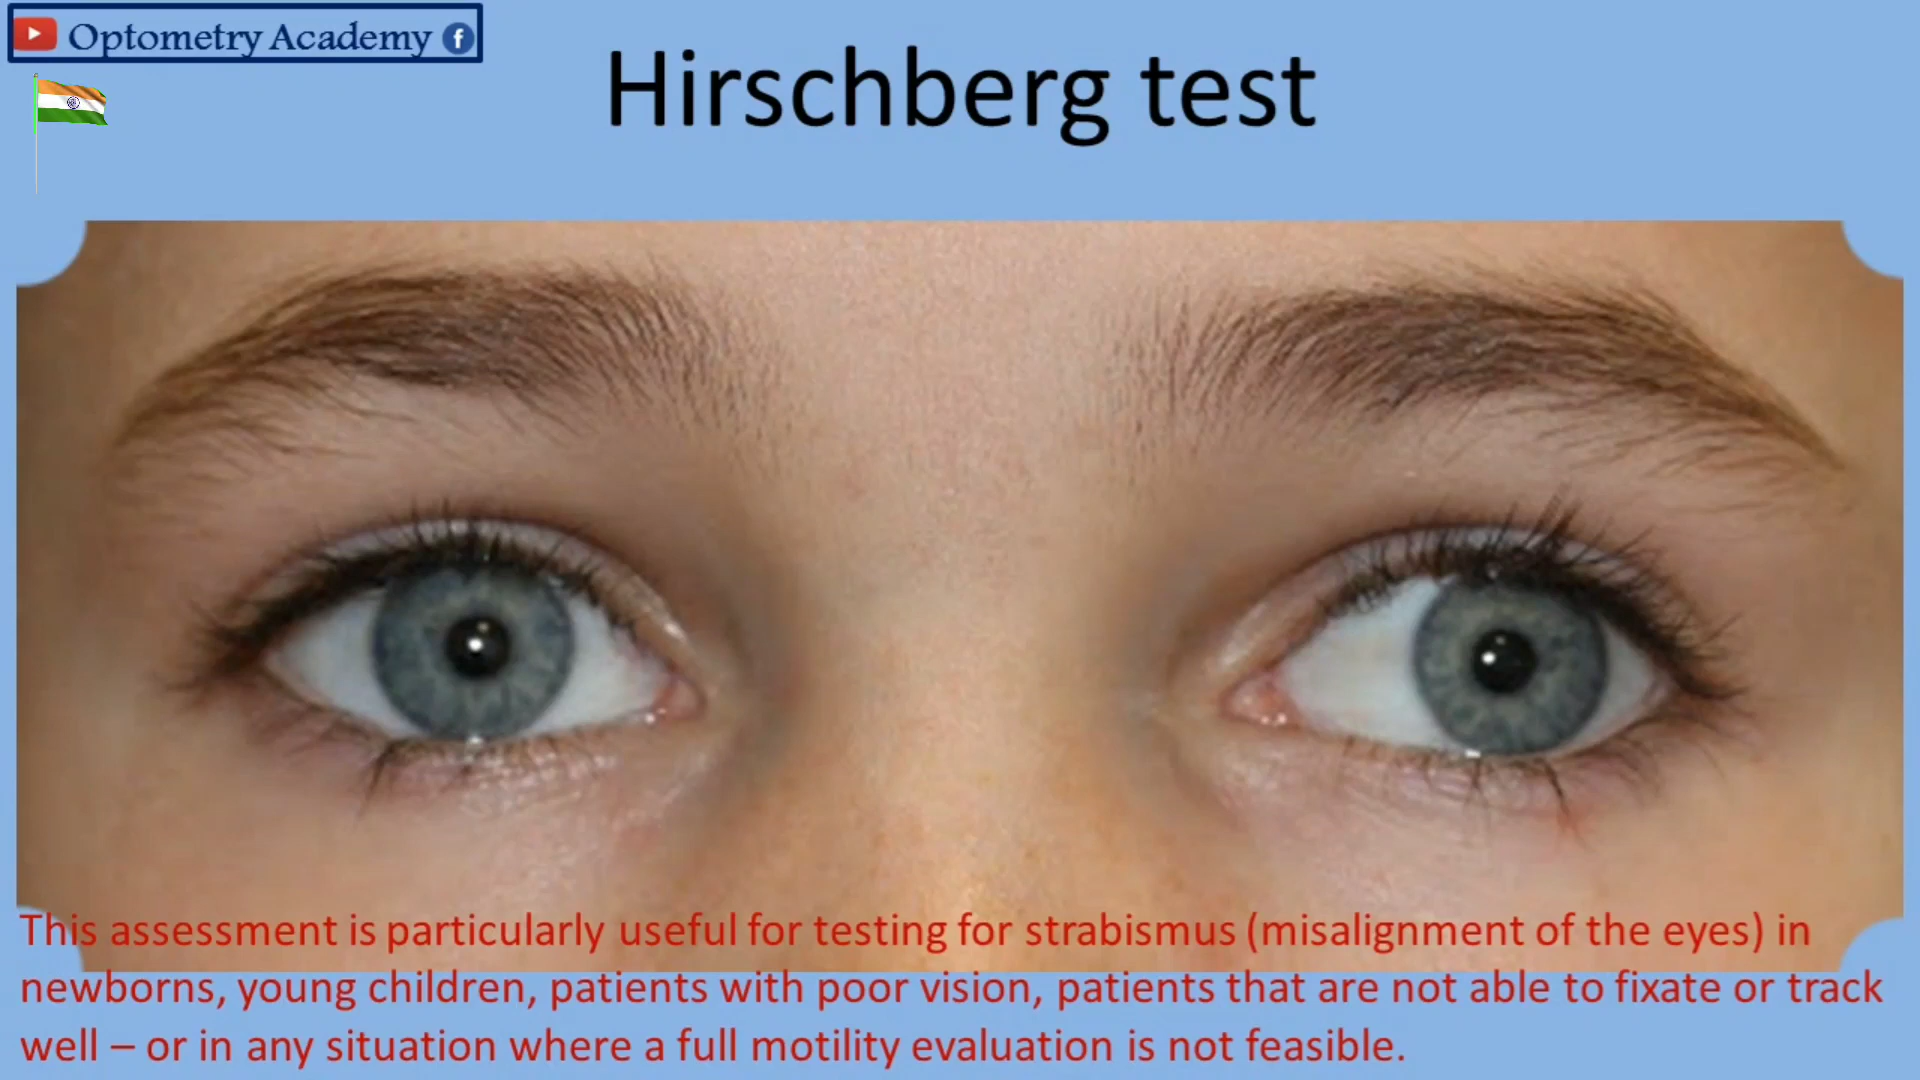 Optometry Academy
Hirschberg test
This assessment is particularly useful for testing for strabismus (misalignment of the eyes) in
newborns, young children, patients with poor vision, patients that are not able to fixate or track
well – or in any situation where a full motility evaluation is not feasible.